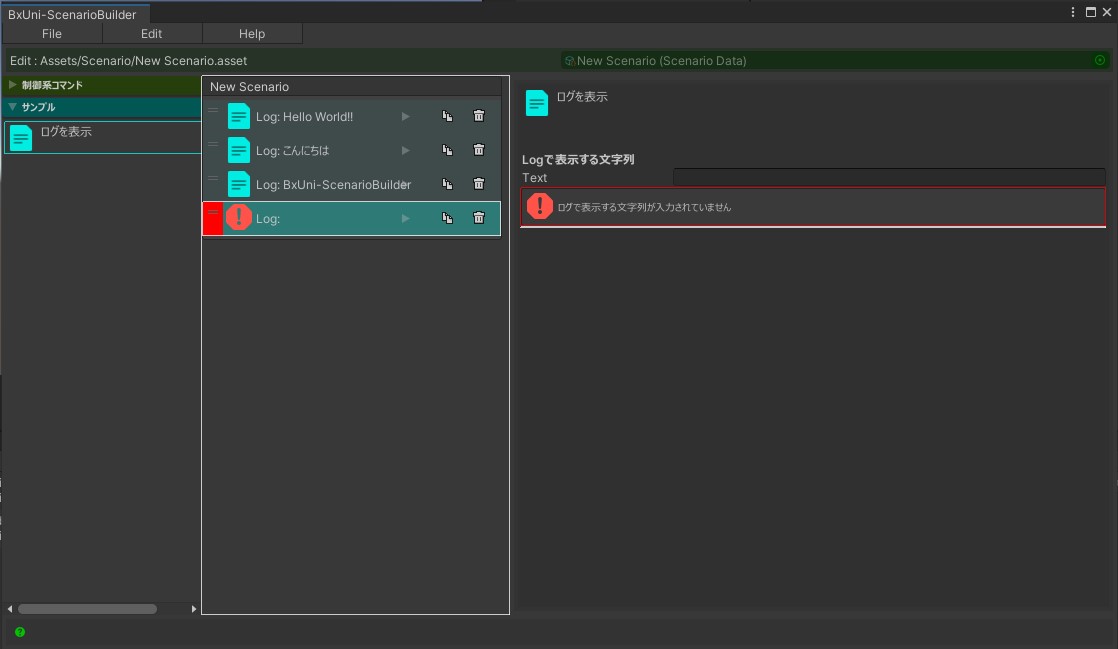 BxUni-ScenarioBuilder
File Edit Help
Edit : Assets/Scenario/New Scenario.asset
New Scenario (Scenario Data)
制御系コマンド
サンプル
ログを表示
New Scenario
Log: Hello World!!
Log: こんにちは
Log: BxUni-ScenarioBuilder
Log:
ログを表示
Logで表示する文字列
Text
ログで表示する文字列が入力されていません